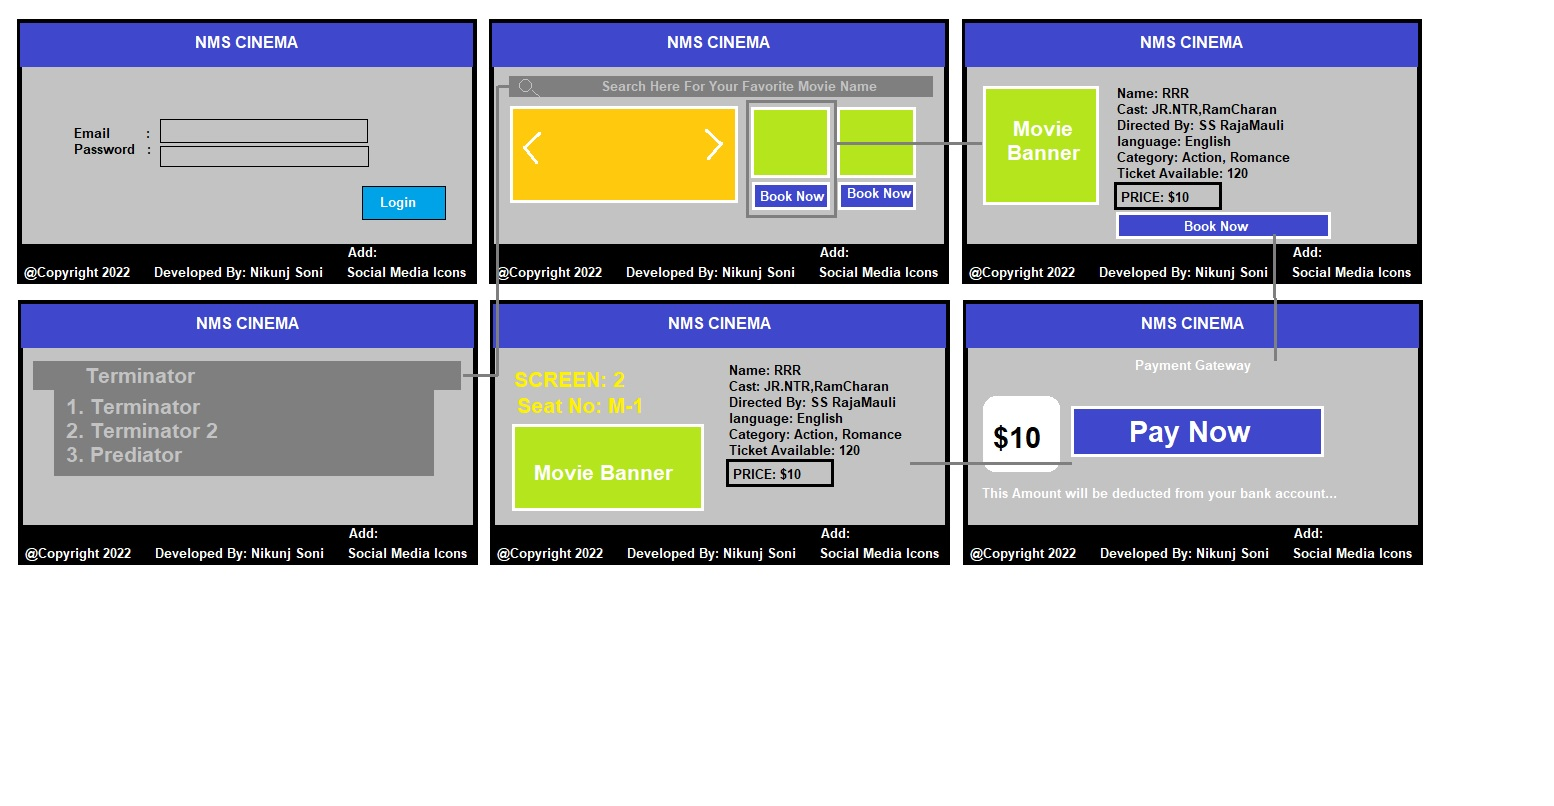 NMS CINEMA
Email :
Password :
Login
Add:
@Copyright 2022 Developed By: Nikunj Soni Social Media Icons
NMS CINEMA
Search Here For Your Favorite Movie Name
Book Now
Book Now
Add:
@Copyright 2022 Developed By: Nikunj Soni Social Media Icons
NMS CINEMA
Movie
Banner
Name: RRR
Cast: JR.NTR,RamCharan
Directed By: SS RajaMauli
language: English
Category: Action, Romance
Ticket Available: 120
PRICE: $10
Book Now
Add:
@Copyright 2022 Developed By: Nikunj Soni Social Media Icons
NMS CINEMA
Terminator
1. Terminator
2. Terminator 2
3. Prediator
Add:
@Copyright 2022 Developed By: Nikunj Soni Social Media Icons
NMS CINEMA
SCREEN: 2
Seat No: M-1
Movie Banner
Name: RRR
Cast: JR.NTR,RamCharan
Directed By: SS RajaMauli
language: English
Category: Action, Romance
Ticket Available: 120
PRICE: $10
Add:
@Copyright 2022 Developed By: Nikunj Soni Social Media Icons
NMS CINEMA
Payment Gateway
$10
Pay Now
This Amount will be deducted from your bank account...
Add:
@Copyright 2022 Developed By: Nikunj Soni Social Media Icons